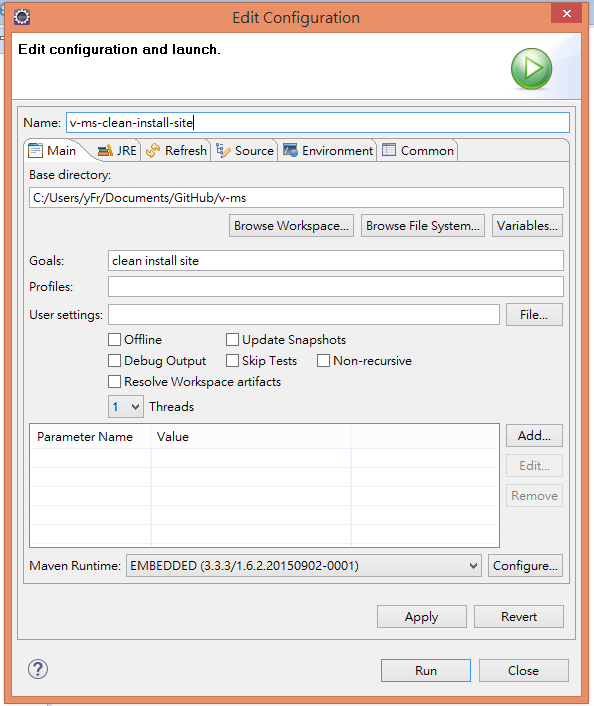 Edit Configuration
Edit configuration and launch.
Name: v-ms-clean-install-site
Main JRE Refresh Source Environment Common
Base directory:
C:/Users/yFr/Documents/GitHub/v-ms
Browse Workspace... Browse File System... Variables...
Goals: clean install site
Profiles:
User settings: File...
Offline Update Snapshots
Debug Output Skip Tests Non-recursive
Resolve Workspace artifacts
1 Threads
Parameter Name Value Add...
Edit...
Remove
Maven Runtime: EMBEDDED (3.3.3/1.6.2.20150902-0001) Configure...
Apply Revert
? Run Close